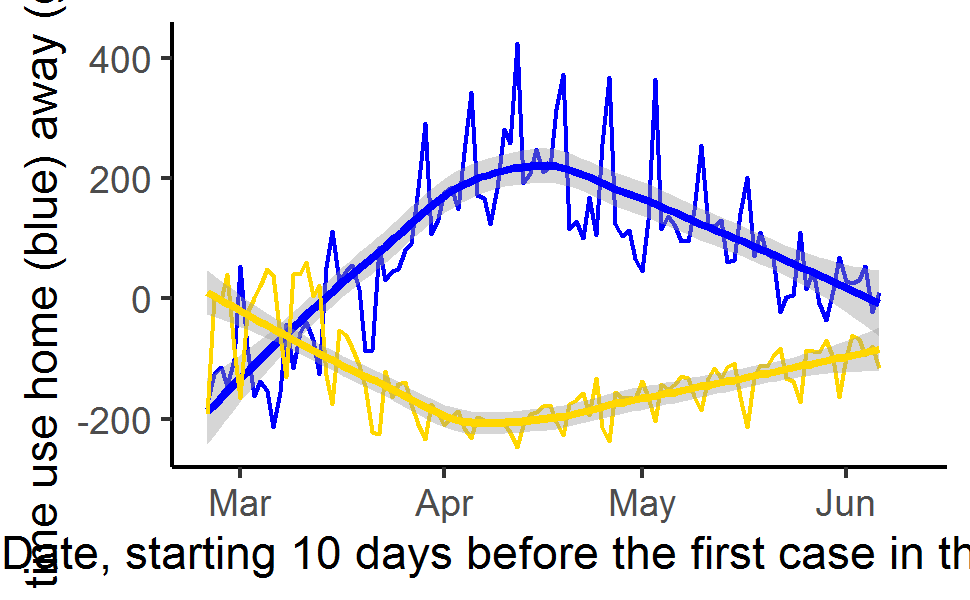 time use home (blue) away (
400
200
0
-200
Mar Apr May Jun
Date, starting 10 days before the first case in th